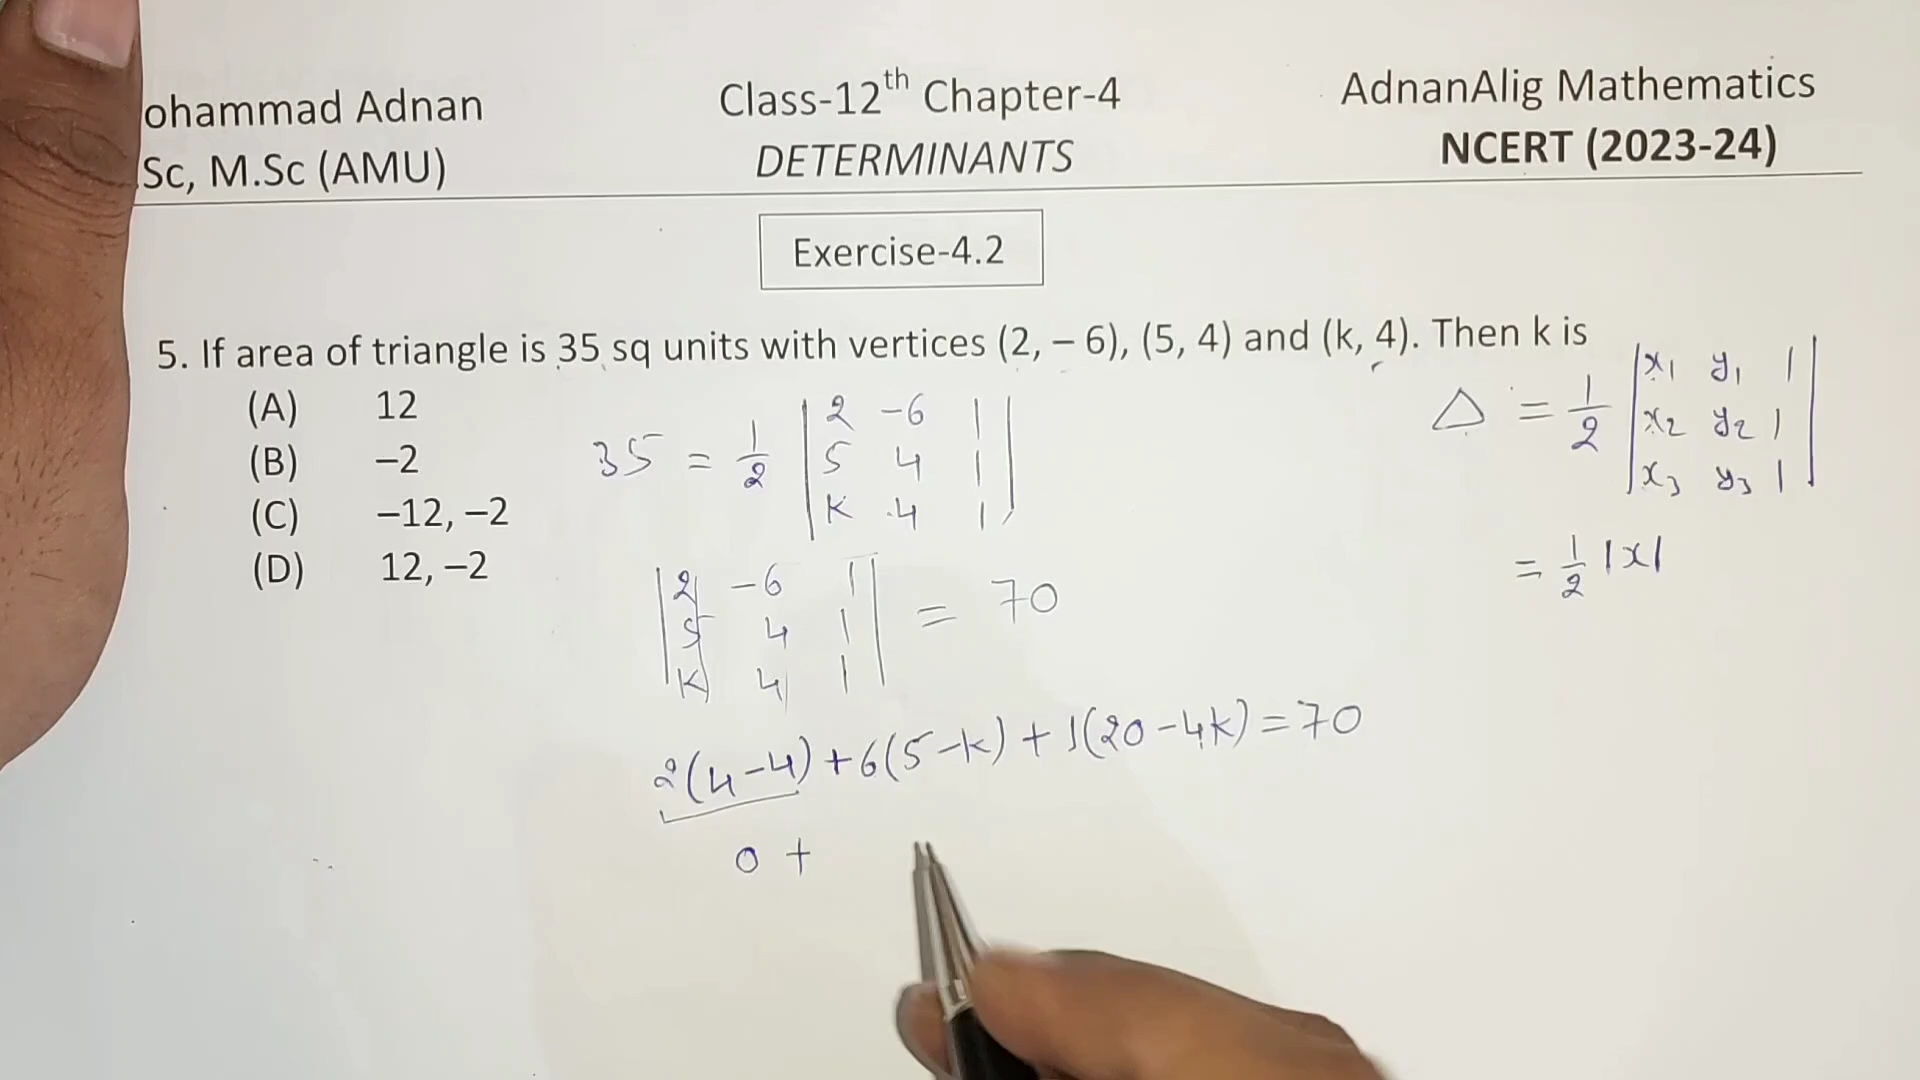 ohammad Adnan
Sc, M.Sc (AMU)
Class-12th Chapter-4
DETERMINANTS
AdnanAlig Mathematics
NCERT (2023-24)
Exercise-4.2
5. If area of triangle is 35 sq units with vertices (2, – 6), (5, 4) and (k, 4). Then k is
(A) 12
(B) –2
(C) –12, –2
(D) 12, –2
35 = 1/2 | 2 -6 1 |
| 5 4 1 |
| K 4 1 |
| 2 -6 1 |
| 5 4 1 | = 70
| K 4 1 |
2(4-4) +6(5-k) + 1(20-4k) = 70
0 +
Δ = 1/2 | x1 y1 1 |
| x2 y2 1 |
| x3 y3 1 |
= 1/2 |x|